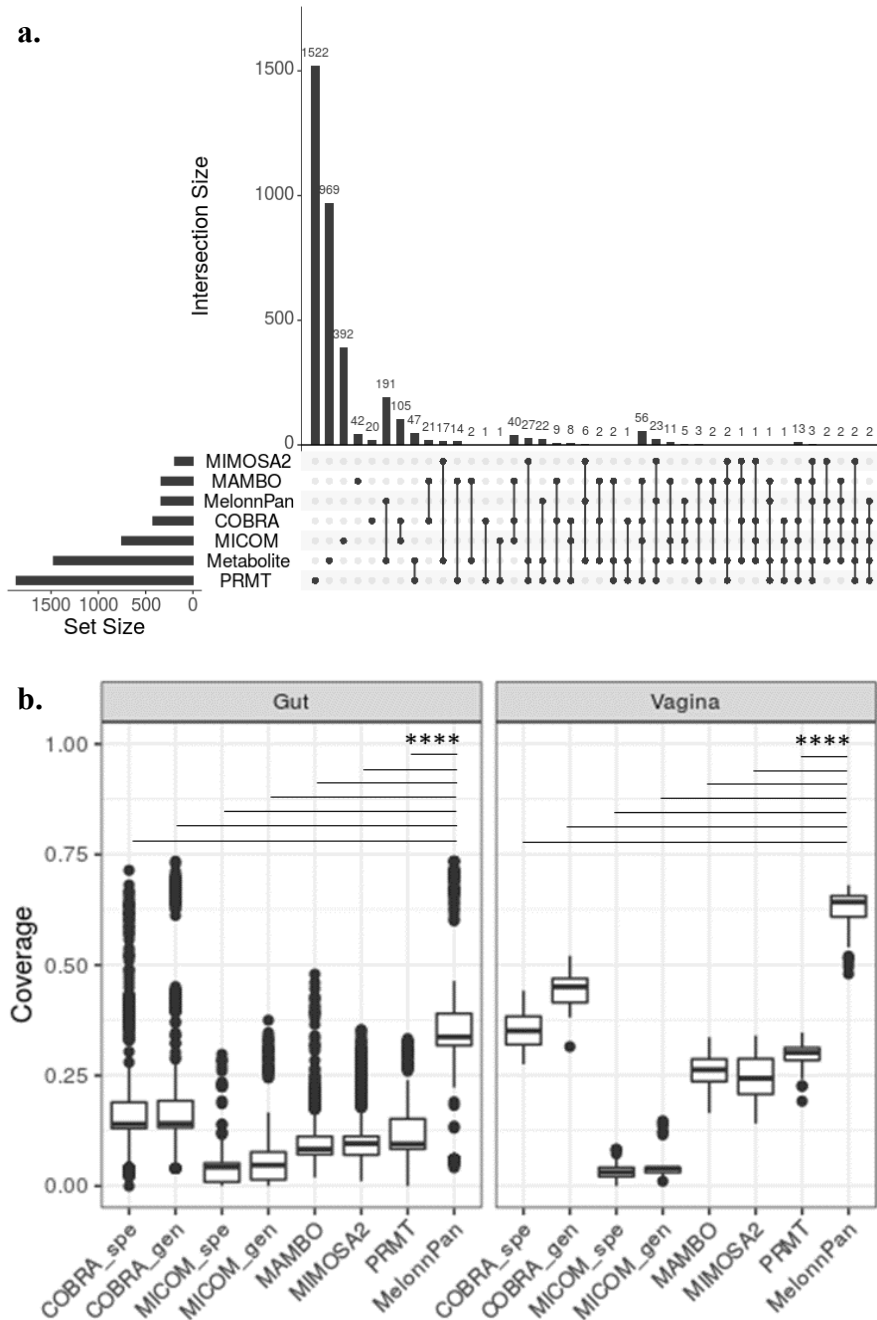 a.
1522
1500
969
1000
Intersection Size
500
392
191
105
42 20 47 21 17 14 2 1 1 40 27 22 9 8 6 2 2 1 56 23 11 5 3 2 2 1 1 1 1 13 3 2 2 2 2
0
MIMOSA2
MAMBO
MelonnPan
COBRA
MICOM
Metabolite
PRMT
1500 1000 500 0
Set Size
b.
Gut Vagina
**** ****
1.00
0.75
0.50
0.25
0.00
Coverage
COBRA_spe COBRA_gen MICOM_spe MICOM_gen MAMBO MIMOSA2 PRMT MelonnPan COBRA_spe COBRA_gen MICOM_spe MICOM_gen MAMBO MIMOSA2 PRMT MelonnPan